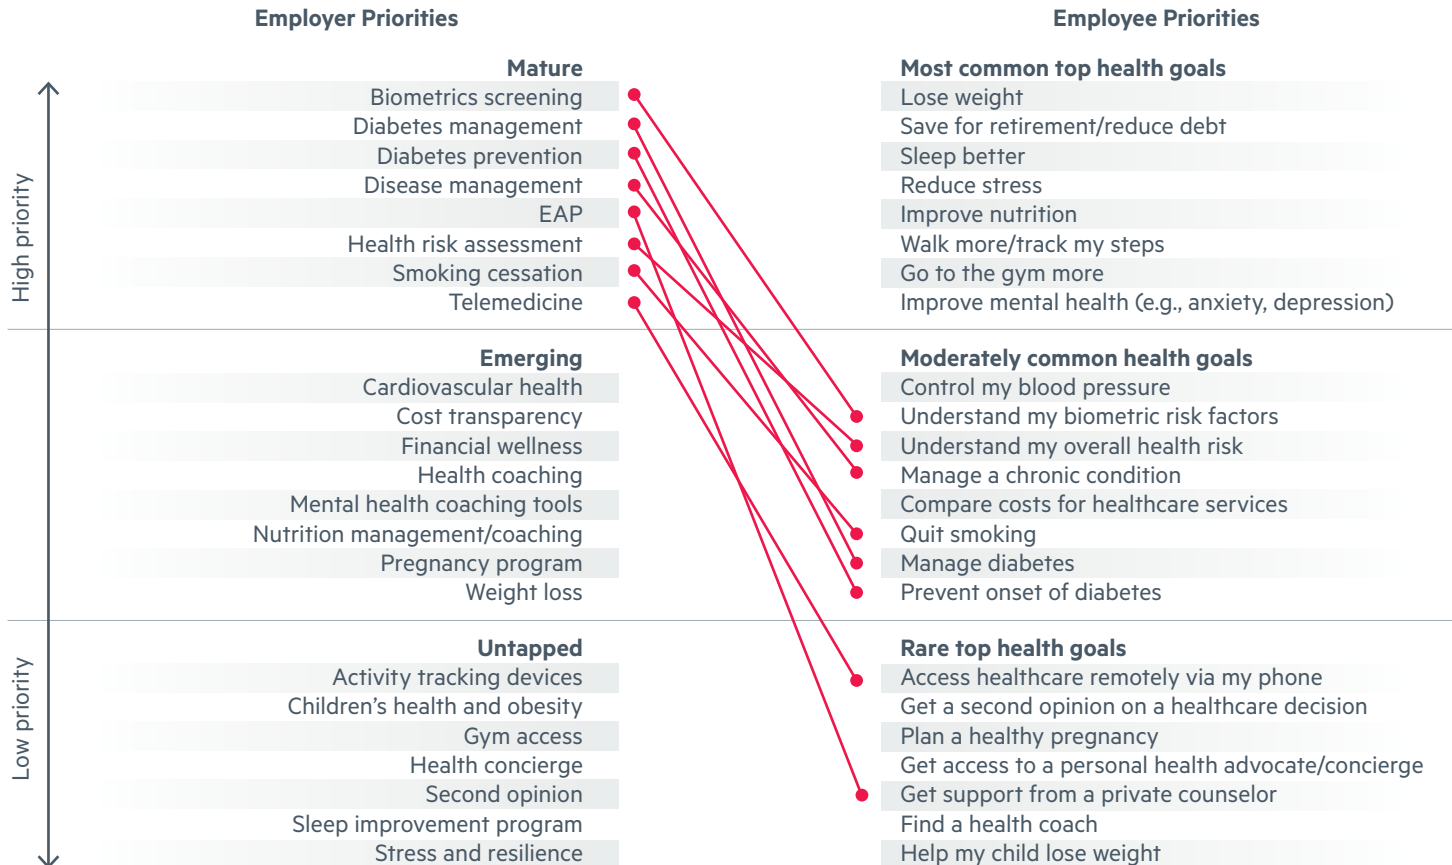 Employer Priorities
Employee Priorities
High priority
Low priority
Mature
Biometrics screening
Diabetes management
Diabetes prevention
Disease management
EAP
Health risk assessment
Smoking cessation
Telemedicine
Most common top health goals
Lose weight
Save for retirement/reduce debt
Sleep better
Reduce stress
Improve nutrition
Walk more/track my steps
Go to the gym more
Improve mental health (e.g., anxiety, depression)
Emerging
Cardiovascular health
Cost transparency
Financial wellness
Health coaching
Mental health coaching tools
Nutrition management/coaching
Pregnancy program
Weight loss
Moderately common health goals
Control my blood pressure
Understand my biometric risk factors
Understand my overall health risk
Manage a chronic condition
Compare costs for healthcare services
Quit smoking
Manage diabetes
Prevent onset of diabetes
Untapped
Activity tracking devices
Children’s health and obesity
Gym access
Health concierge
Second opinion
Sleep improvement program
Stress and resilience
Rare top health goals
Access healthcare remotely via my phone
Get a second opinion on a healthcare decision
Plan a healthy pregnancy
Get access to a personal health advocate/concierge
Get support from a private counselor
Find a health coach
Help my child lose weight